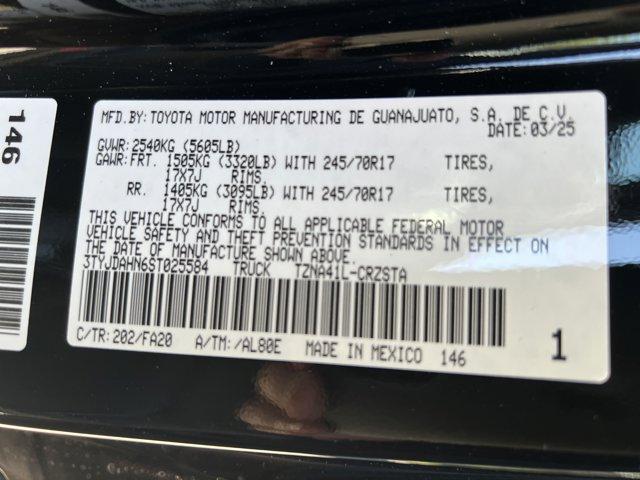 146
MFD.BY:TOYOTA MOTOR MANUFACTURING DE GUANAJUATO, S.A. DE C.V.
DATE:03/25
GVWR:2540KG (5605LB)
GAWR:FRT. 1505KG (3320LB) WITH 245/70R17 TIRES,
17X7J RIMS,
RR. 1405KG (3095LB) WITH 245/70R17 TIRES,
17X7J RIMS,
THIS VEHICLE CONFORMS TO ALL APPLICABLE FEDERAL MOTOR
VEHICLE SAFETY AND THEFT PREVENTION STANDARDS IN EFFECT ON
THE DATE OF MANUFACTURE SHOWN ABOVE.
3TYJDAHN6ST025584 TRUCK TZNA41L-CRZSTA
C/TR:202/FA20 A/TM:/AL80E MADE IN MEXICO 146
1